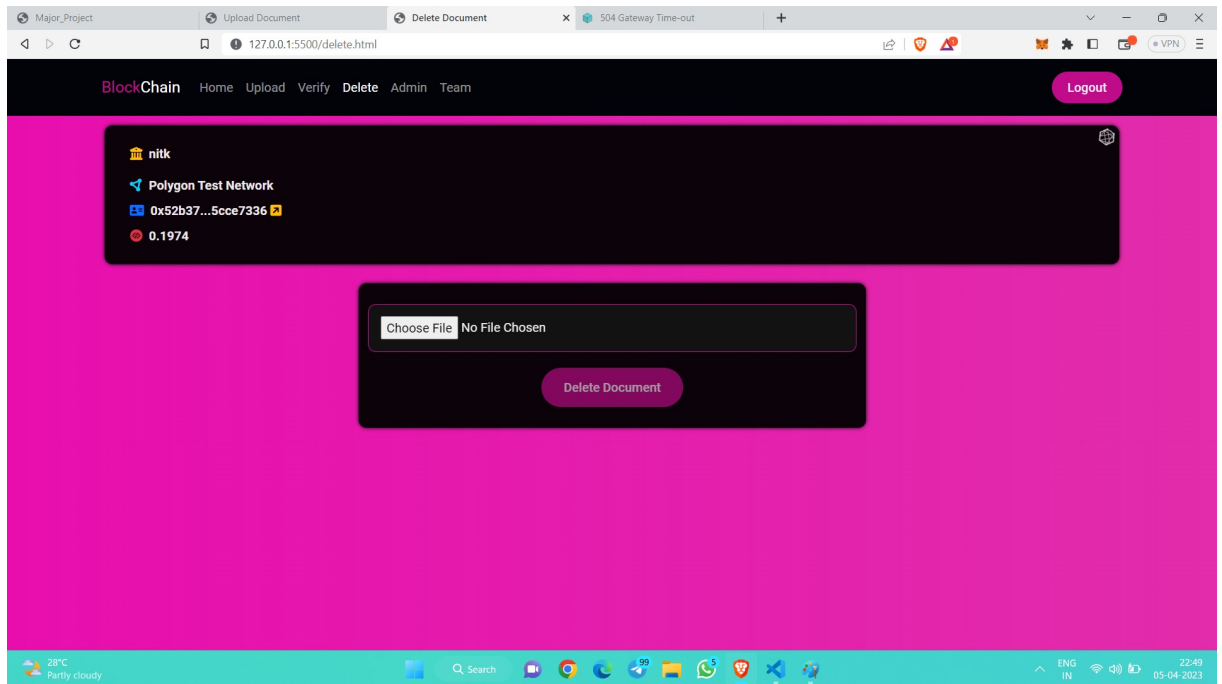 Major_Project
Upload Document
Delete Document
504 Gateway Time-out
127.0.0.1:5500/delete.html
VPN
BlockChain Home Upload Verify Delete Admin Team
Logout
nitk
Polygon Test Network
0x52b37...5cce7336
0.1974
Choose File No File Chosen
Delete Document
28°C
Partly cloudy
Search
99
5
ENG
IN
22:49
05-04-2023